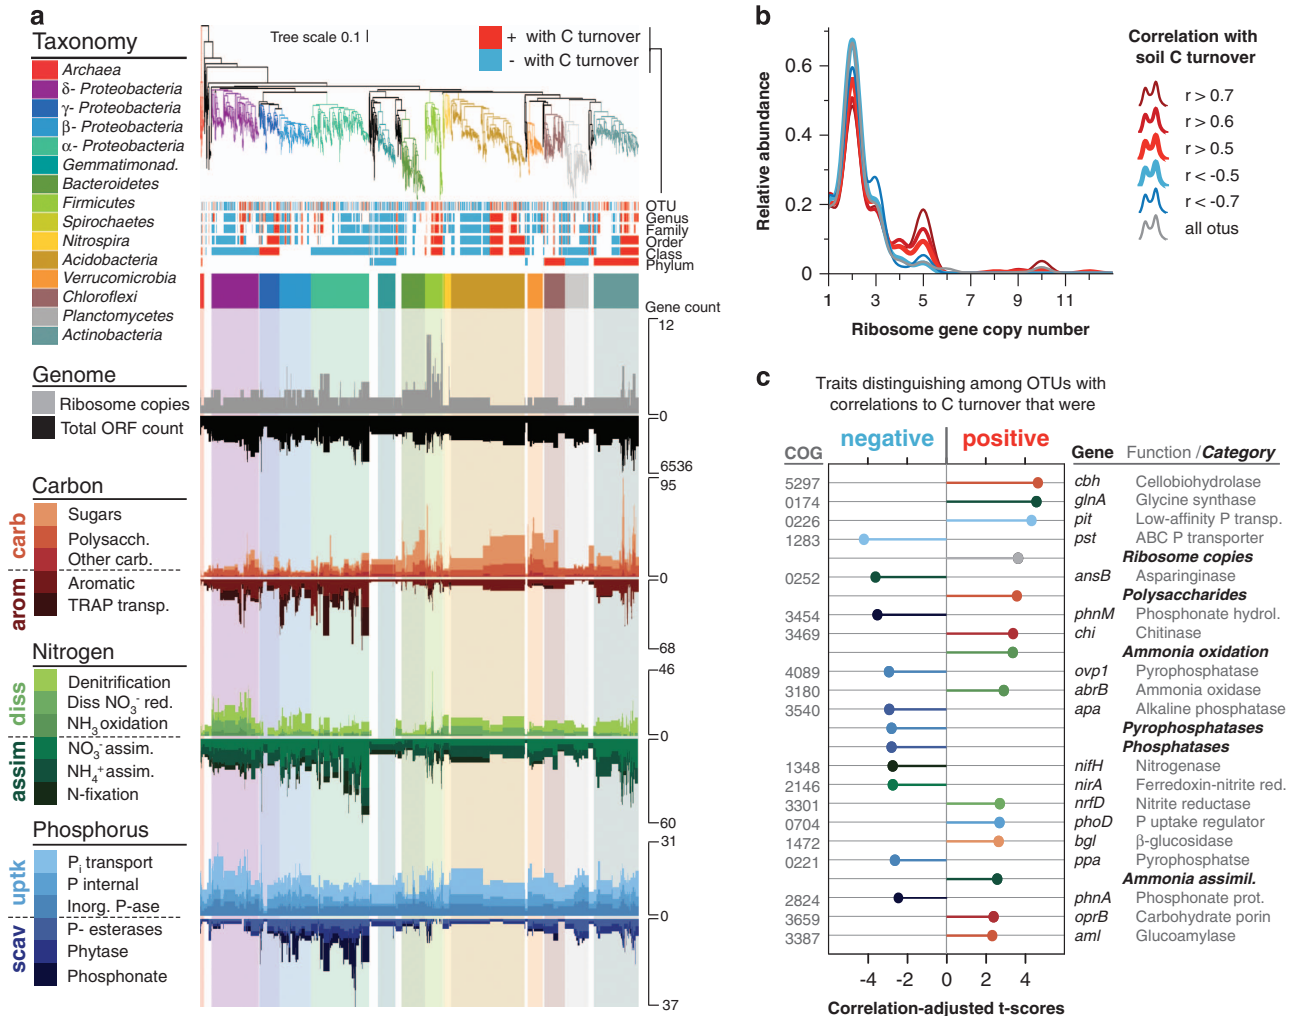 a
Taxonomy
Archaea
δ- Proteobacteria
γ- Proteobacteria
β- Proteobacteria
α- Proteobacteria
Gemmatimonad.
Bacteroidetes
Firmicutes
Spirochaetes
Nitrospira
Acidobacteria
Verrucomicrobia
Chloroflexi
Planctomycetes
Actinobacteria
Genome
Ribosome copies
Total ORF count
Carbon
carb
Sugars
Polysacch.
Other carb.
arom
Aromatic
TRAP transp.
Nitrogen
diss
Denitrification
Diss NO3- red.
NH3 oxidation
assim
NO3- assim.
NH4+ assim.
N-fixation
Phosphorus
uptk
Pi transport
P internal
Inorg. P-ase
scav
P- esterases
Phytase
Phosphonate
Tree scale 0.1
+ with C turnover
- with C turnover
OTU
Genus
Family
Order
Class
Phylum
Gene count
12
0
6536
95
0
68
46
0
60
31
0
37
b
Relative abundance
0.6
0.4
0.2
0
1 3 5 7 9 11
Ribosome gene copy number
Correlation with
soil C turnover
r > 0.7
r > 0.6
r > 0.5
r < -0.5
r < -0.7
all otus
c
Traits distinguishing among OTUs with
correlations to C turnover that were
negative positive
COG Gene Function / Category
5297 cbh Cellobiohydrolase
0174 glnA Glycine synthase
0226 pit Low-affinity P transp.
1283 pst ABC P transporter
Ribosome copies
0252 ansB Asparinginase
Polysaccharides
3454 phnM Phosphonate hydrol.
3469 chi Chitinase
Ammonia oxidation
4089 ovp1 Pyrophosphatase
3180 abrB Ammonia oxidase
3540 apa Alkaline phosphatase
Pyrophosphatases
Phosphatases
1348 nifH Nitrogenase
2146 nirA Ferredoxin-nitrite red.
3301 nrfD Nitrite reductase
0704 phoD P uptake regulator
1472 bgl β-glucosidase
0221 ppa Pyrophosphatse
Ammonia assimil.
2824 phnA Phosphonate prot.
3659 oprB Carbohydrate porin
3387 aml Glucoamylase
-4 -2 0 2 4
Correlation-adjusted t-scores